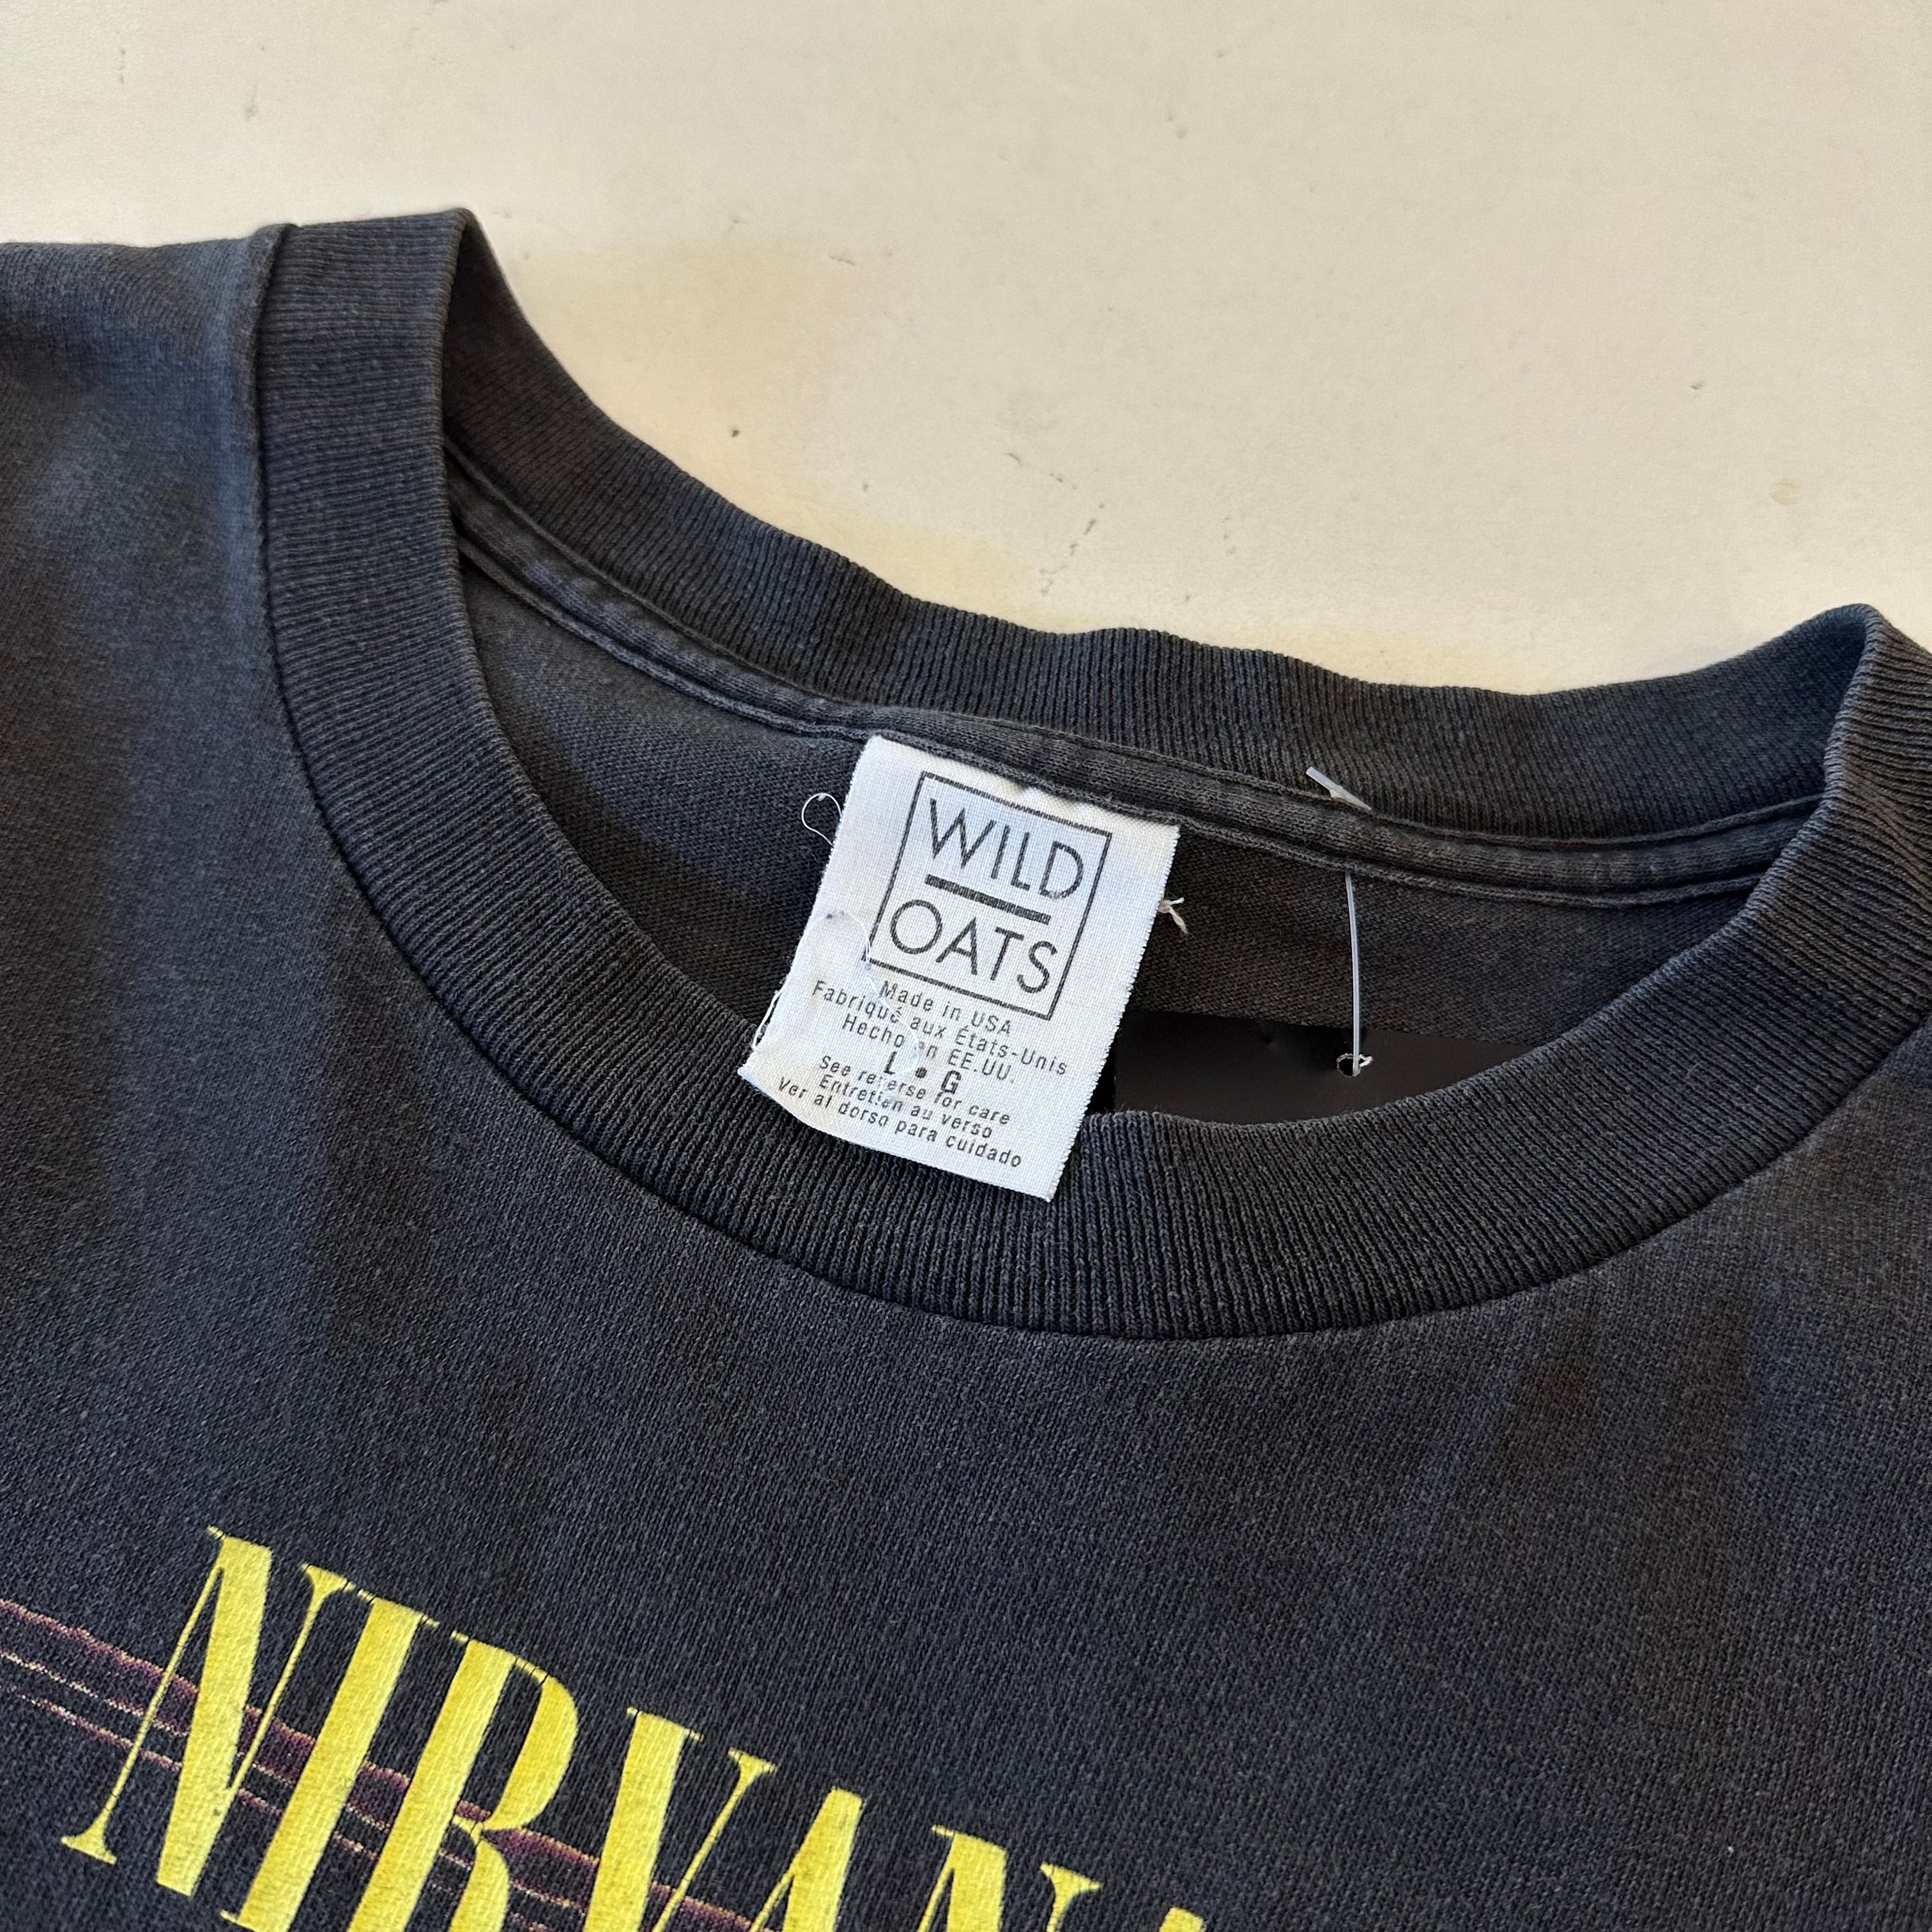 WILD
OATS
Made in USA
Fabriqué aux États-Unis
Hecho en EE.UU.
L • G
See reverse for care
Entretien au verso
Ver al dorso para cuidado
NIRVANA